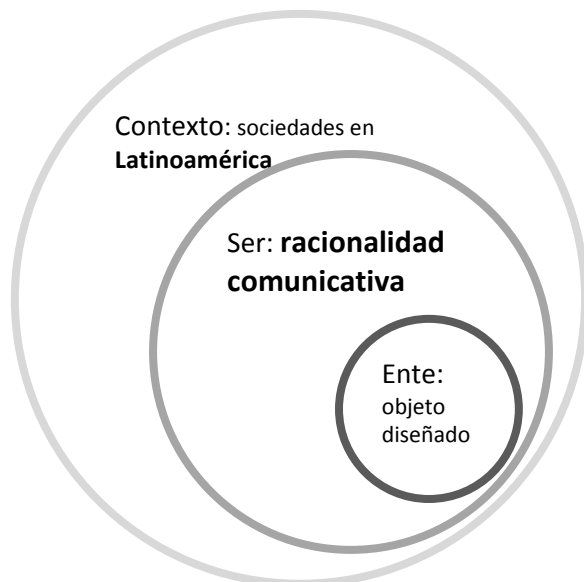 Contexto: sociedades en
Latinoamérica
Ser: racionalidad
comunicativa
Ente:
objeto
diseñado